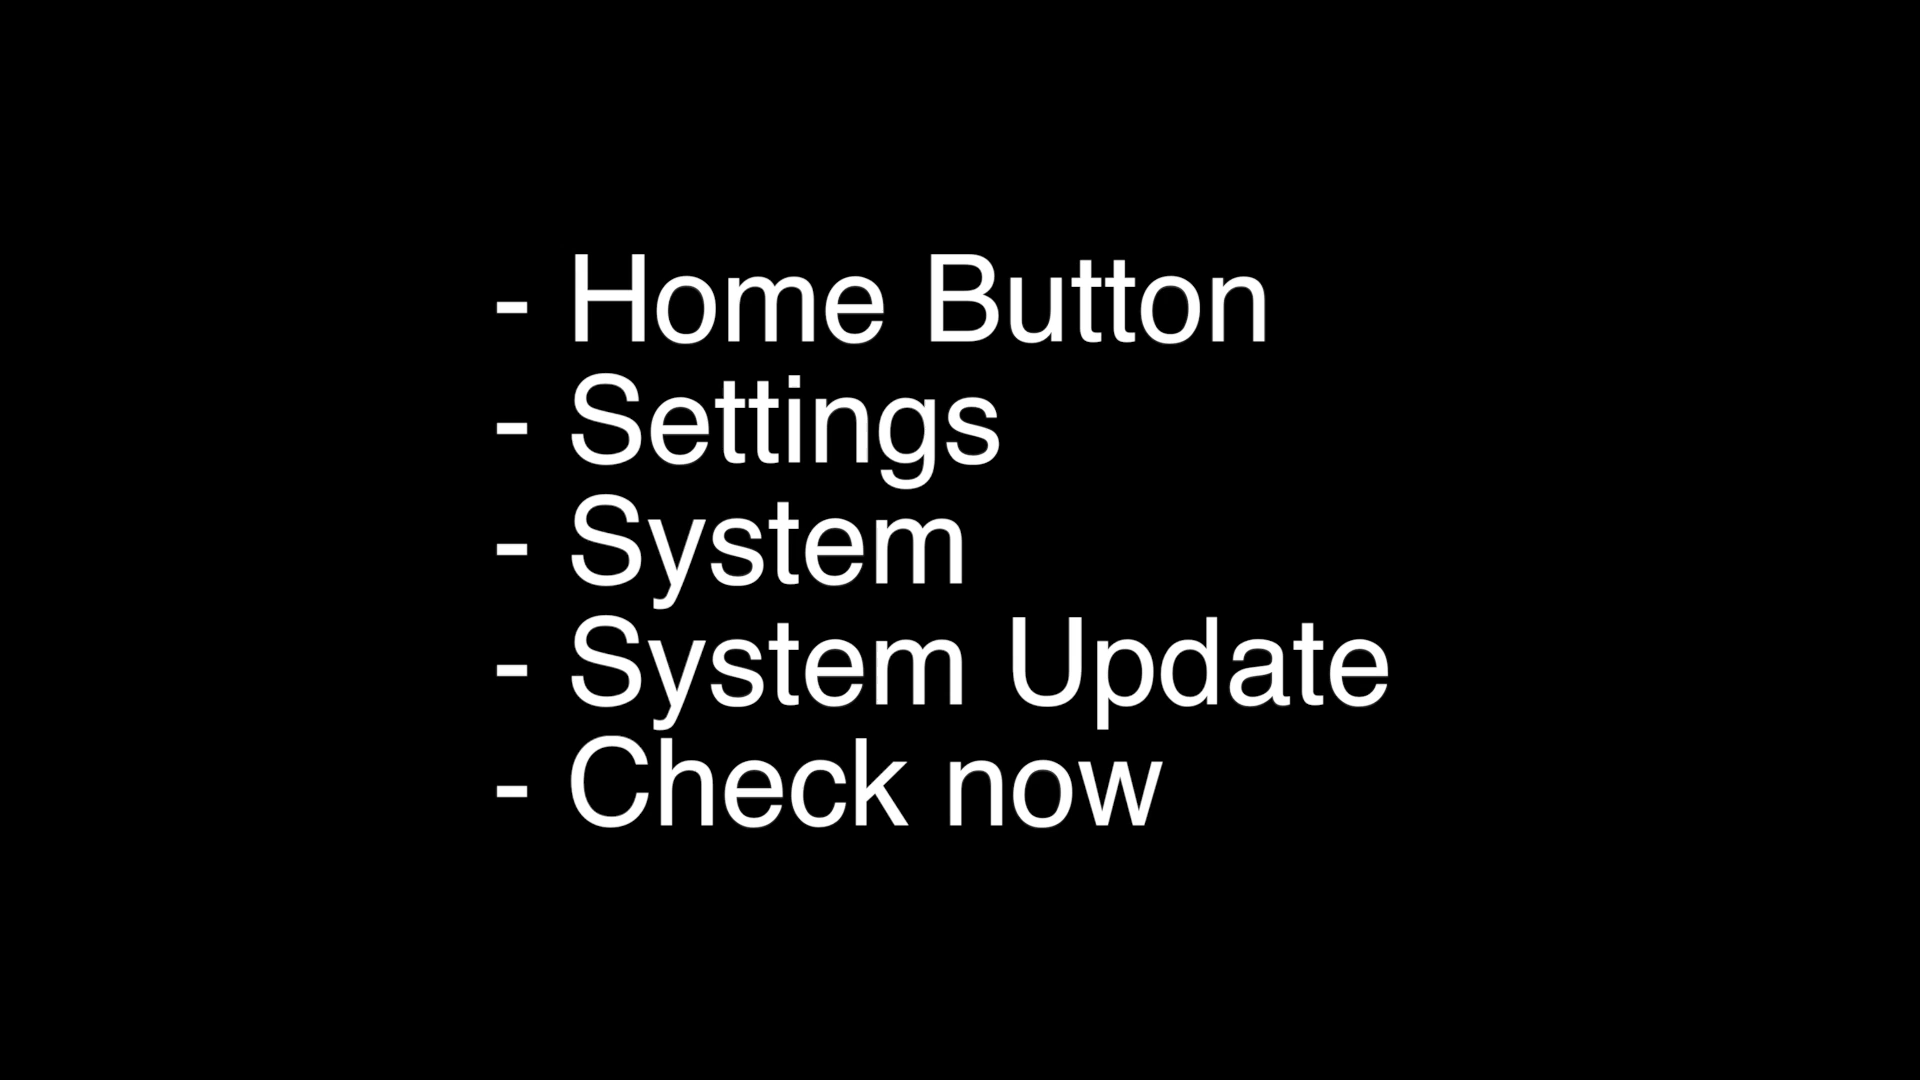 - Home Button
- Settings
- System
- System Update
- Check now